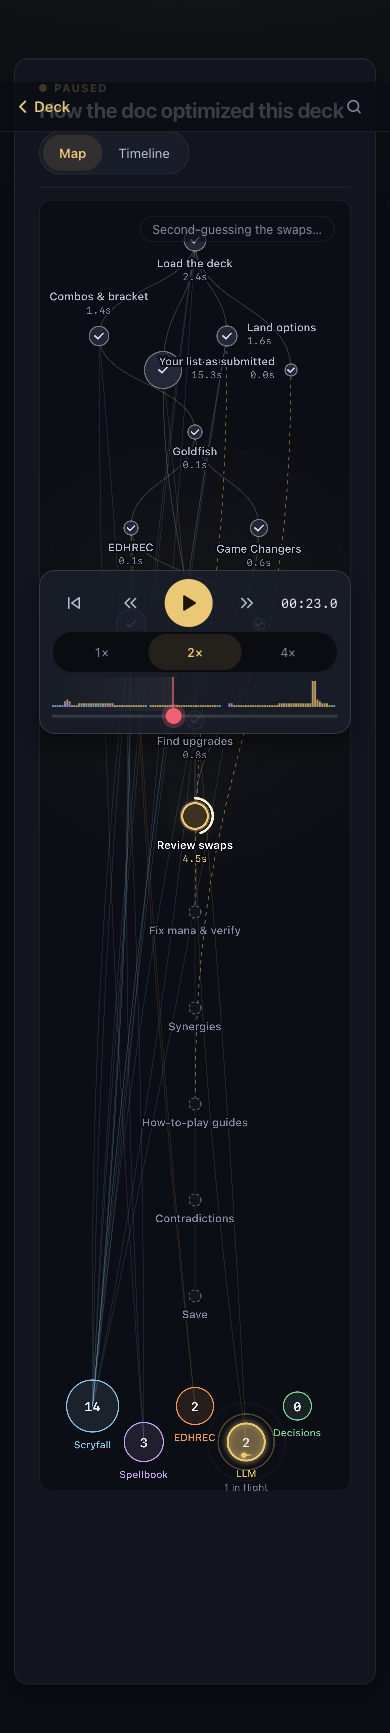 PAUSED
Deck
How the doc optimized this deck
Map
Timeline
Second-guessing the swaps...
Load the deck
2.4s
Combos & bracket
1.4s
Land options
1.6s
Your list as submitted
15.3s
0.0s
Goldfish
0.1s
EDHREC
0.1s
Game Changers
0.6s
00:23.0
1×
2×
4×
Find upgrades
0.8s
Review swaps
4.5s
Fix mana & verify
Synergies
How-to-play guides
Contradictions
Save
14
Scryfall
3
Spellbook
2
EDHREC
2
LLM
1 in flight
0
Decisions